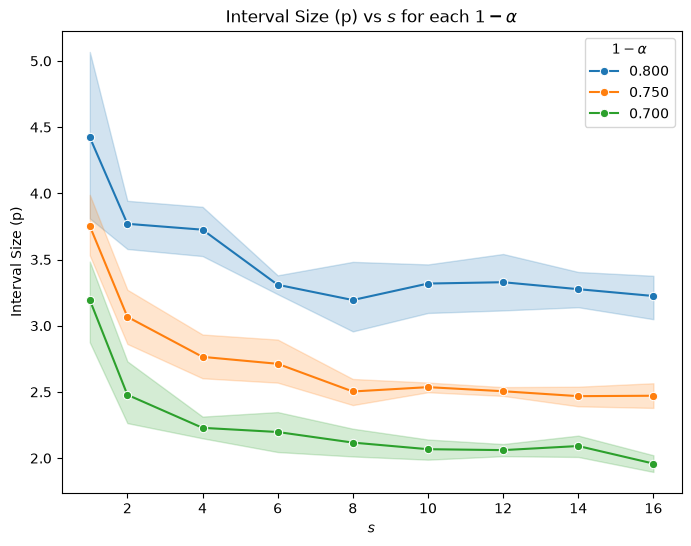 Interval Size (p) vs s for each 1 − α
1 − α
0.800
0.750
0.700
Interval Size (p)
5.0
4.5
4.0
3.5
3.0
2.5
2.0
2 4 6 8 10 12 14 16
s